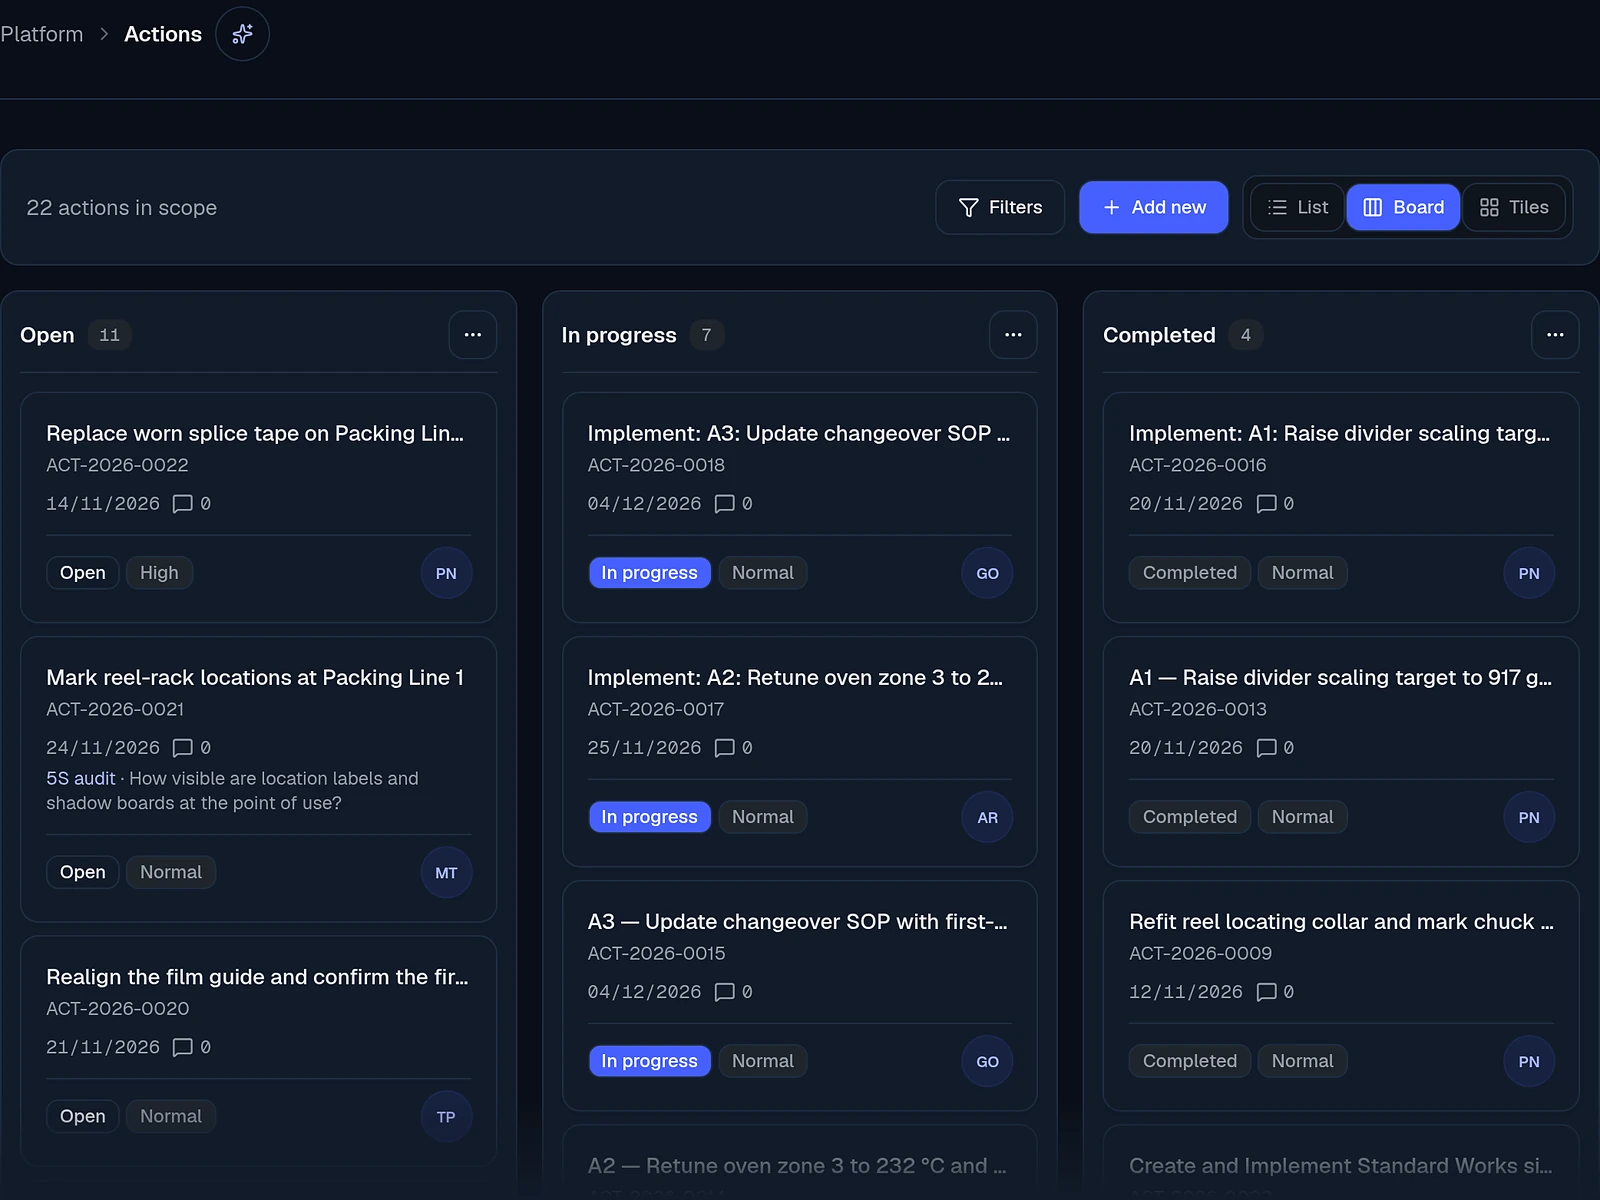 Platform > Actions
22 actions in scope
Filters
+ Add new
List
Board
Tiles
Open 11
Replace worn splice tape on Packing Lin...
ACT-2026-0022
14/11/2026 0
Open High PN
Mark reel-rack locations at Packing Line 1
ACT-2026-0021
24/11/2026 0
5S audit · How visible are location labels and
shadow boards at the point of use?
Open Normal MT
Realign the film guide and confirm the fir...
ACT-2026-0020
21/11/2026 0
Open Normal TP
In progress 7
Implement: A3: Update changeover SOP ...
ACT-2026-0018
04/12/2026 0
In progress Normal GO
Implement: A2: Retune oven zone 3 to 2...
ACT-2026-0017
25/11/2026 0
In progress Normal AR
A3 — Update changeover SOP with first-...
ACT-2026-0015
04/12/2026 0
In progress Normal GO
A2 — Retune oven zone 3 to 232 °C and ...
Completed 4
Implement: A1: Raise divider scaling targ...
ACT-2026-0016
20/11/2026 0
Completed Normal PN
A1 — Raise divider scaling target to 917 g...
ACT-2026-0013
20/11/2026 0
Completed Normal PN
Refit reel locating collar and mark chuck ...
ACT-2026-0009
12/11/2026 0
Completed Normal PN
Create and Implement Standard Works si...